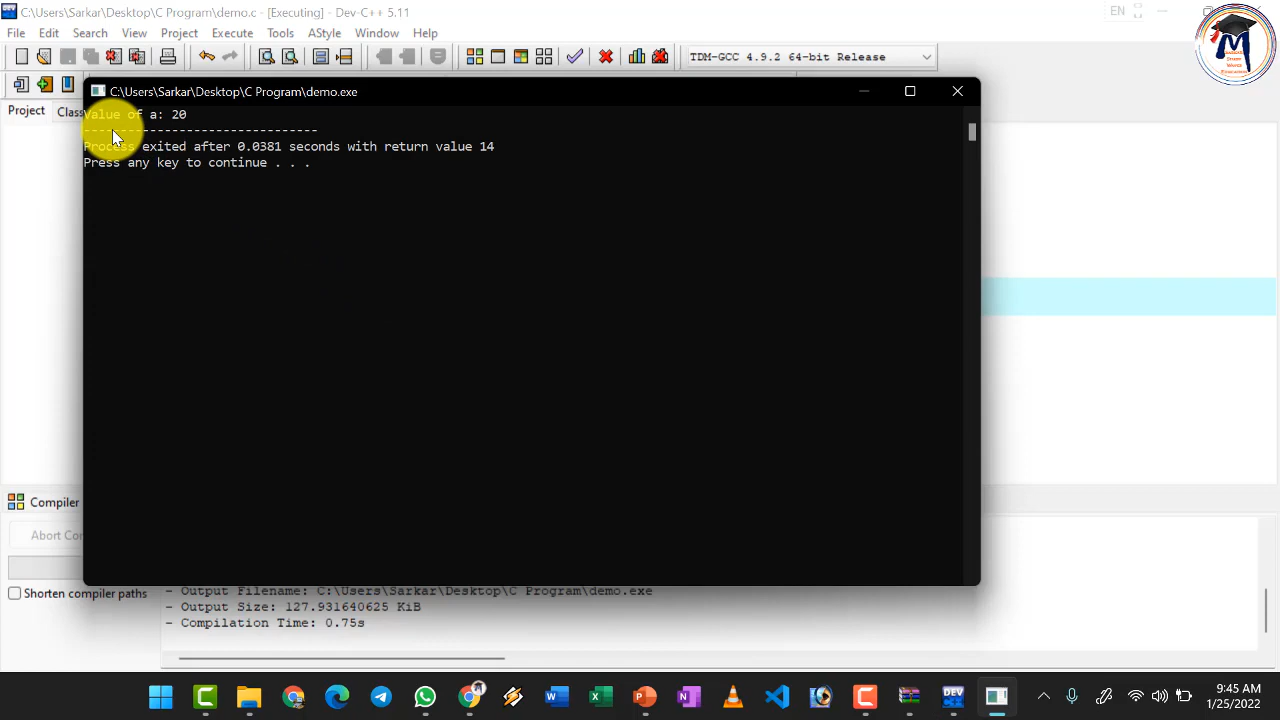 C:\Users\Sarkar\Desktop\C Program\demo.c - [Executing] - Dev-C++ 5.11
EN
File Edit Search View Project Execute Tools AStyle Window Help
TDM-GCC 4.9.2 64-bit Release
C:\Users\Sarkar\Desktop\C Program\demo.exe
Project Class
Value of a: 20
--------------------------------
Process exited after 0.0381 seconds with return value 14
Press any key to continue . . .
Compiler
Abort Con
Shorten compiler paths
- Output Filename: C:\Users\Sarkar\Desktop\C Program\demo.exe
- Output Size: 127.931640625 KiB
- Compilation Time: 0.75s
9:45 AM
1/25/2022